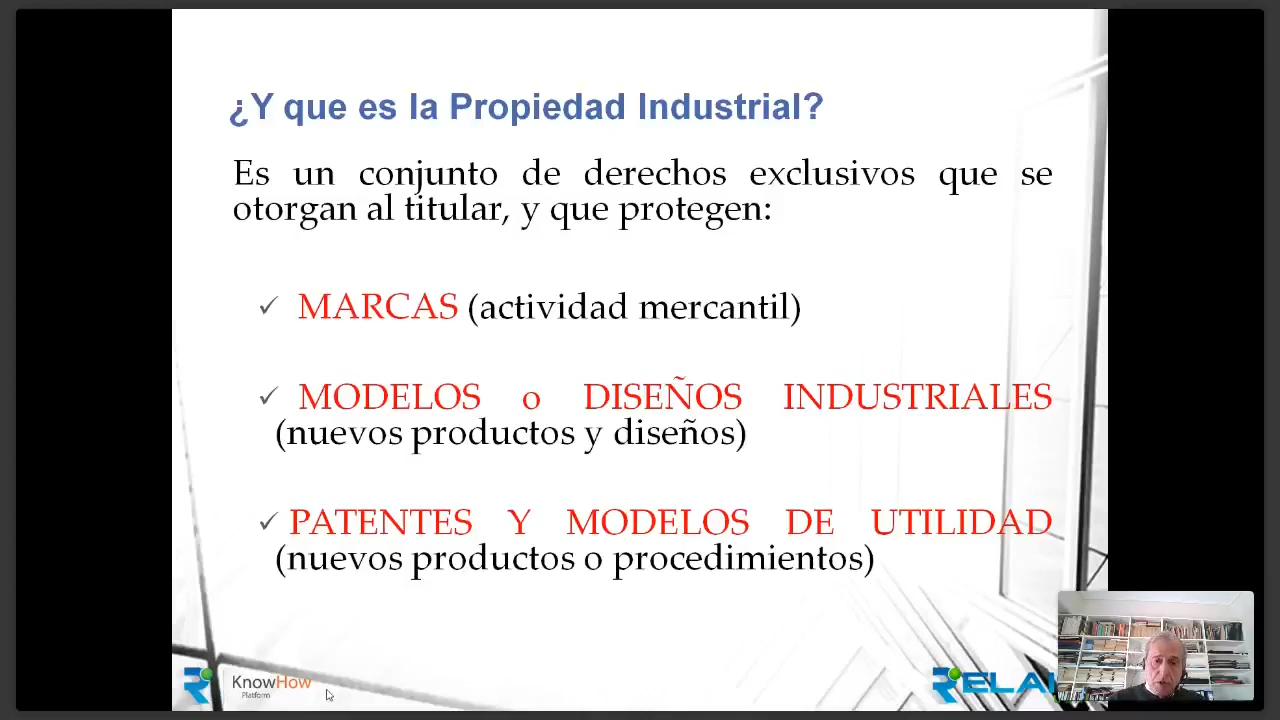 ¿Y que es la Propiedad Industrial?
Es un conjunto de derechos exclusivos que se
otorgan al titular, y que protegen:
✓ MARCAS (actividad mercantil)
✓ MODELOS o DISEÑOS INDUSTRIALES
(nuevos productos y diseños)
✓ PATENTES Y MODELOS DE UTILIDAD
(nuevos productos o procedimientos)
KnowHow
Platform